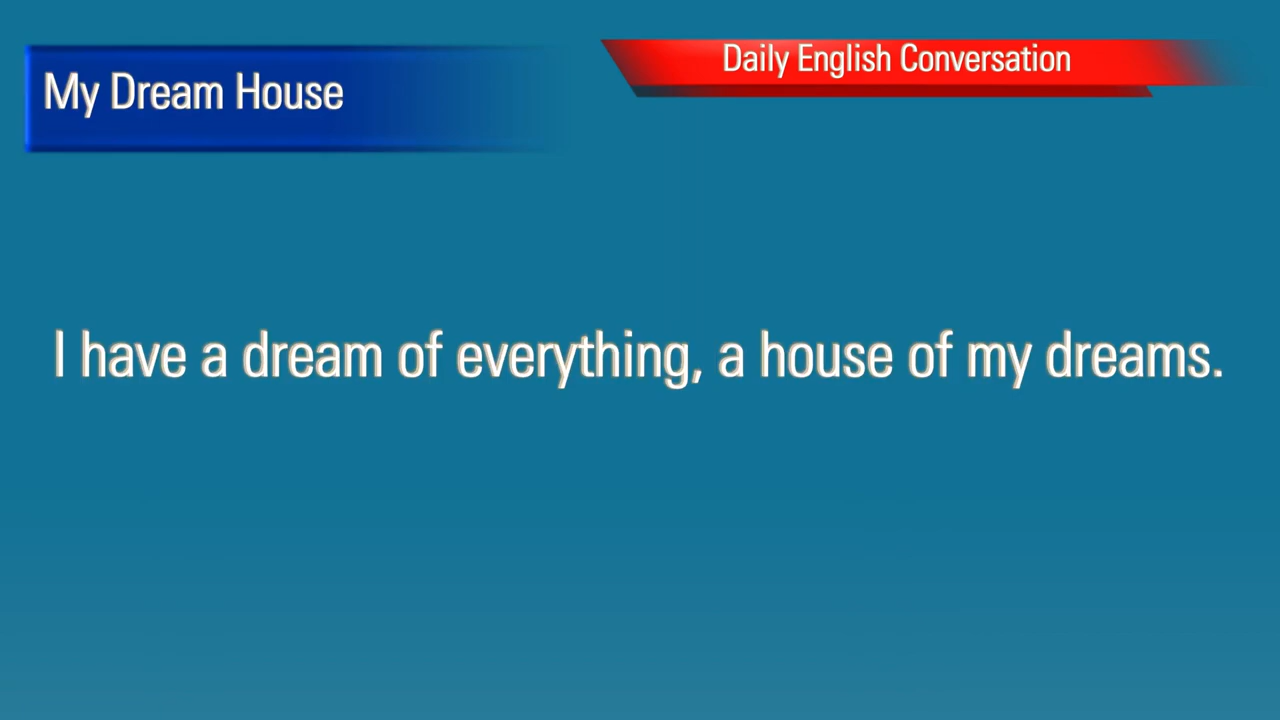 My Dream House
Daily English Conversation
I have a dream of everything, a house of my dreams.